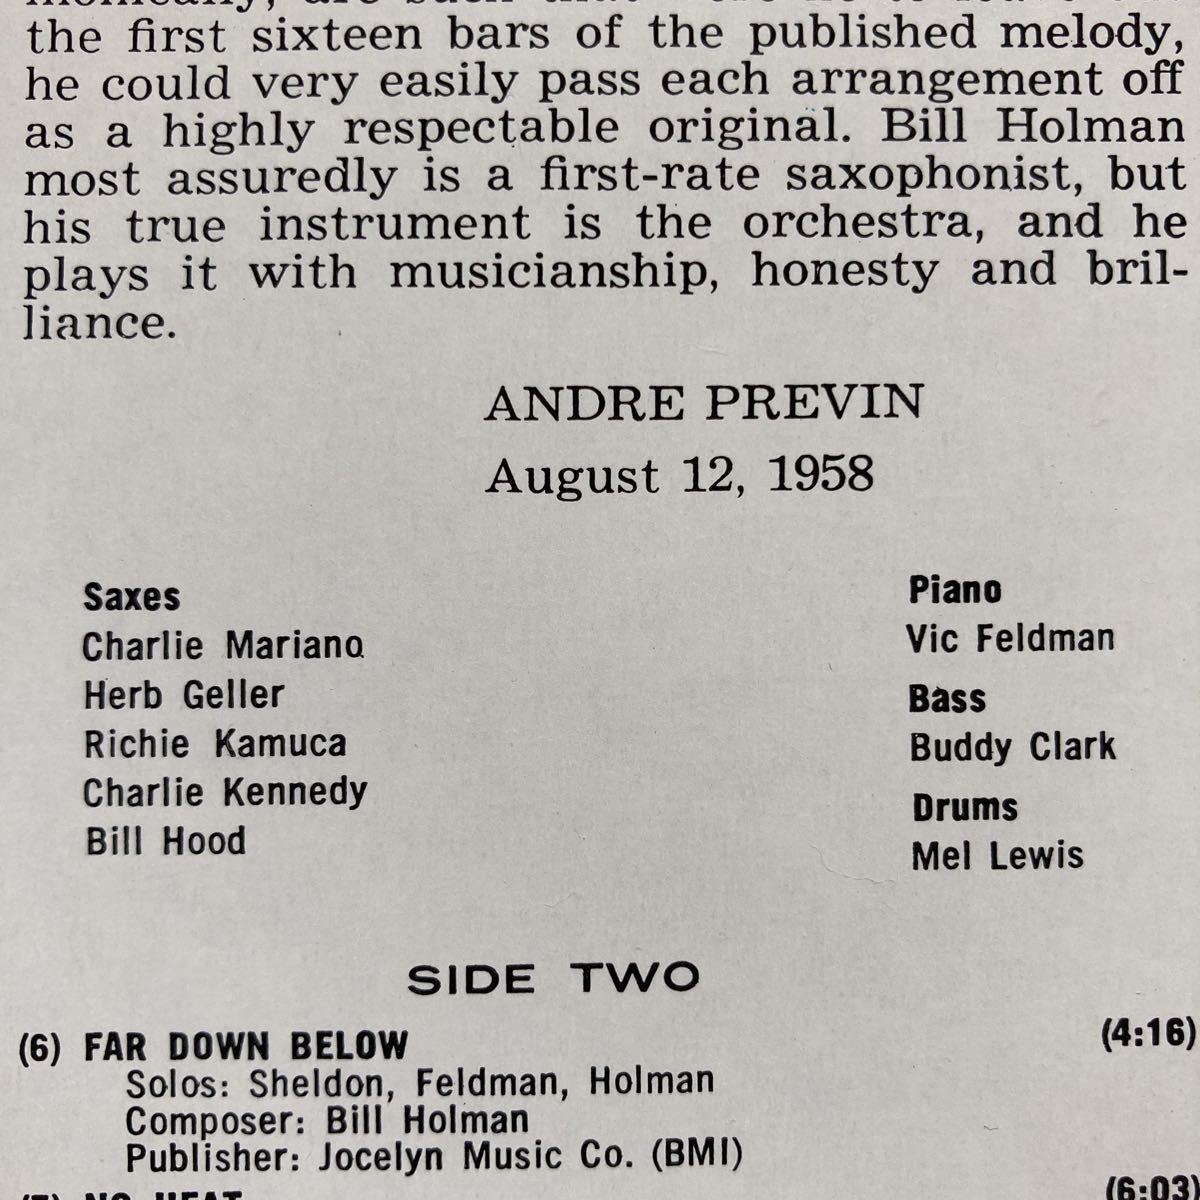 the first sixteen bars of the published melody,
he could very easily pass each arrangement off
as a highly respectable original. Bill Holman
most assuredly is a first-rate saxophonist, but
his true instrument is the orchestra, and he
plays it with musicianship, honesty and bril-
liance.
ANDRE PREVIN
August 12, 1958
Saxes
Charlie Mariano
Herb Geller
Richie Kamuca
Charlie Kennedy
Bill Hood
Piano
Vic Feldman
Bass
Buddy Clark
Drums
Mel Lewis
SIDE TWO
(6) FAR DOWN BELOW (4:16)
Solos: Sheldon, Feldman, Holman
Composer: Bill Holman
Publisher: Jocelyn Music Co. (BMI)
(7) NO HEAT (6:03)